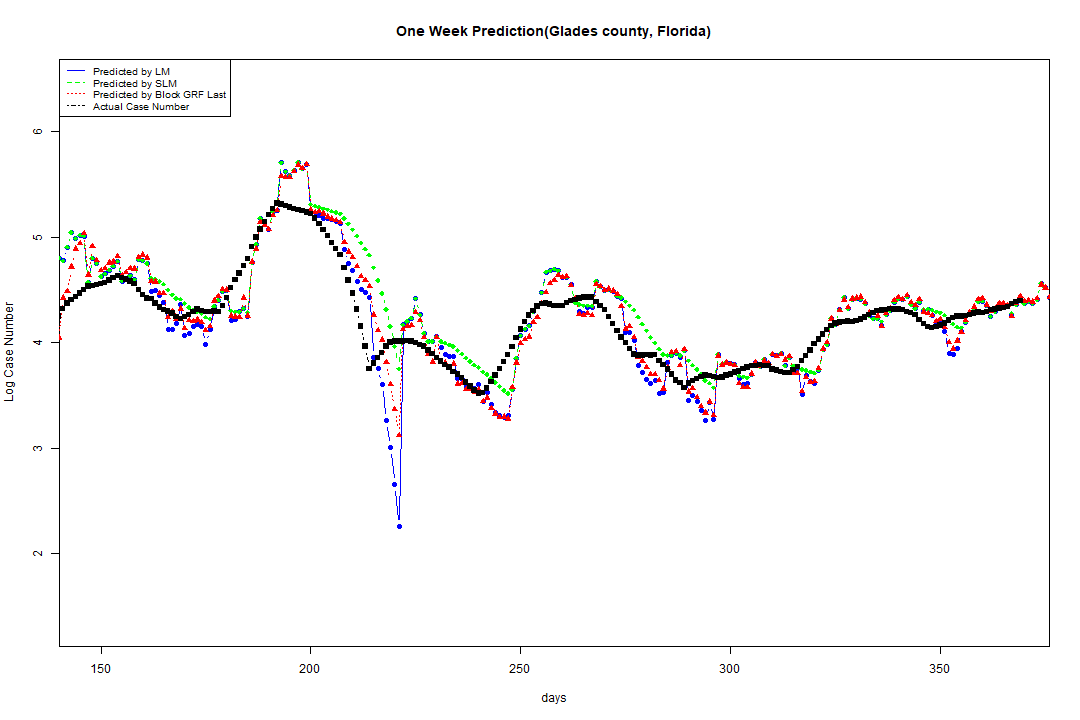 One Week Prediction(Glades county, Florida)
Predicted by LM
Predicted by SLM
Predicted by Block GRF Last
Actual Case Number
Log Case Number
6
5
4
3
2
150 200 250 300 350
days